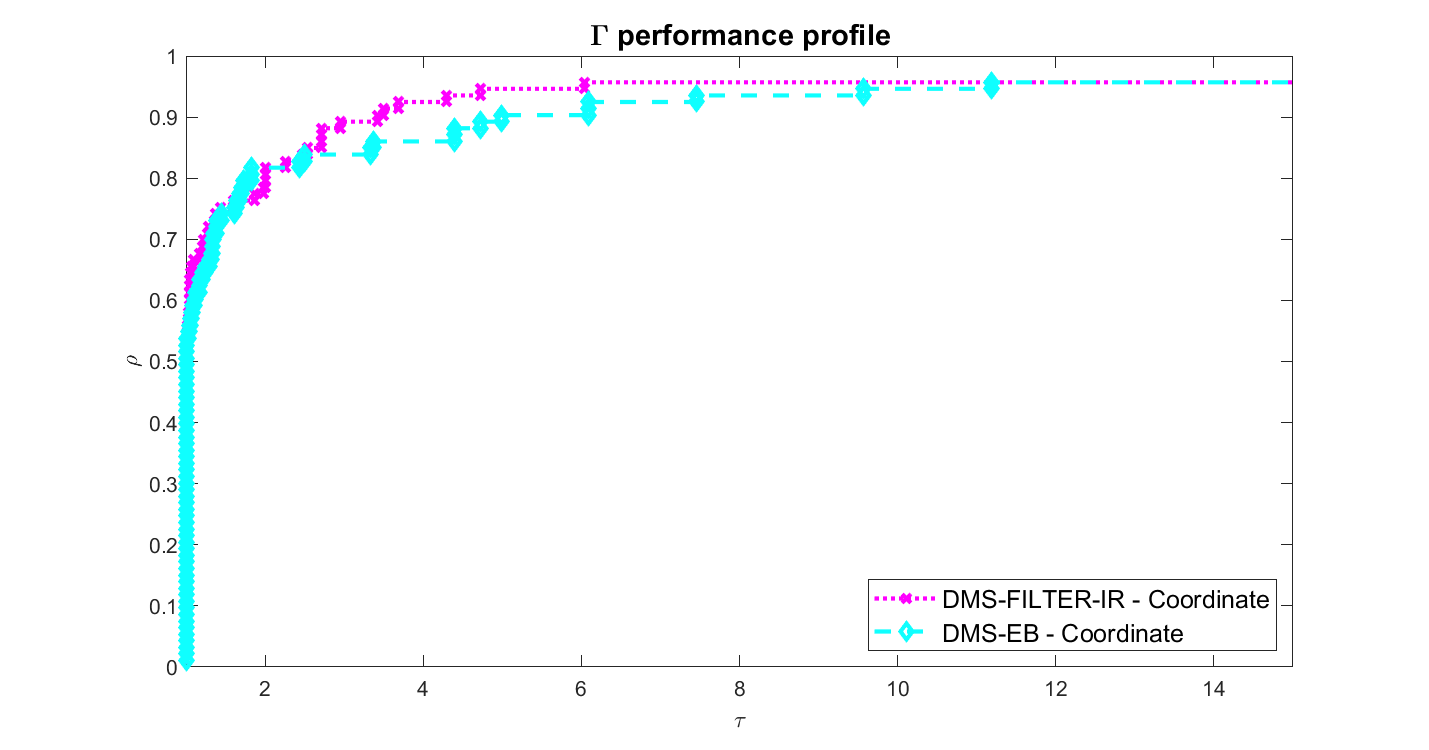 Γ performance profile
1
0.9
0.8
0.7
0.6
0.5
0.4
0.3
0.2
0.1
0
ρ
2 4 6 8 10 12 14
τ
DMS-FILTER-IR - Coordinate
DMS-EB - Coordinate